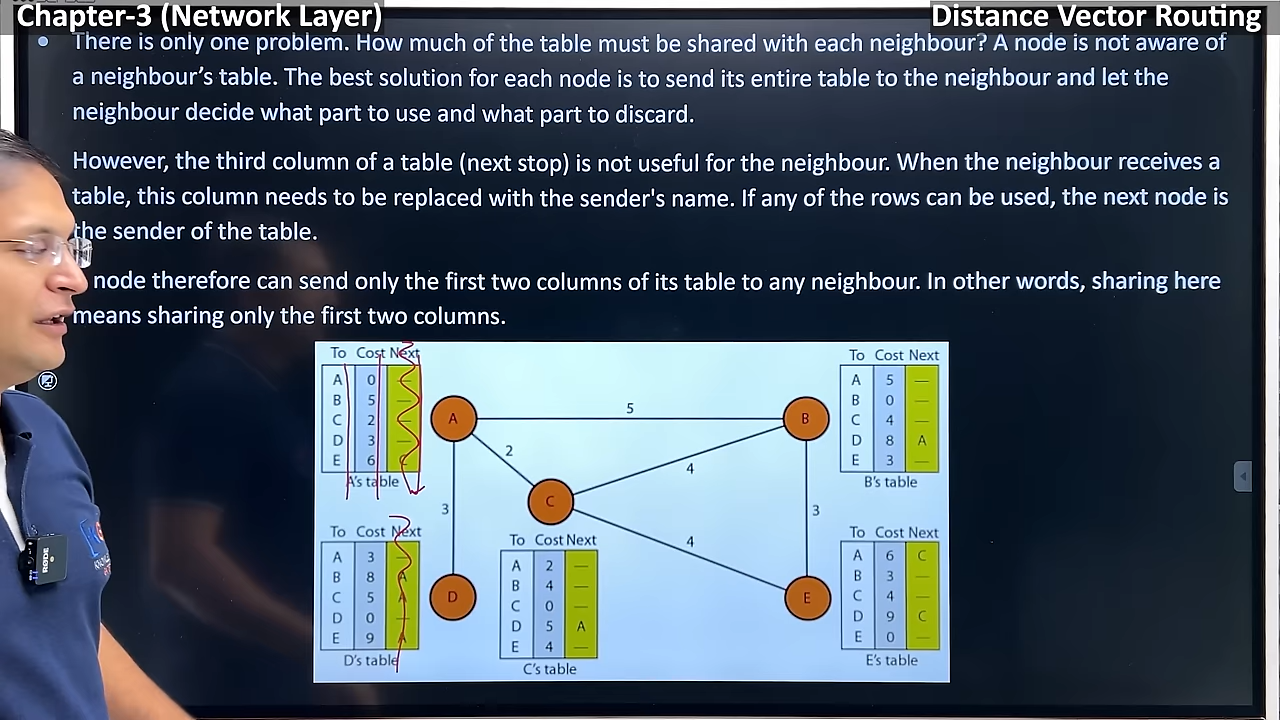 Chapter-3 (Network Layer)
Distance Vector Routing
• There is only one problem. How much of the table must be shared with each neighbour? A node is not aware of
a neighbour's table. The best solution for each node is to send its entire table to the neighbour and let the
neighbour decide what part to use and what part to discard.
However, the third column of a table (next stop) is not useful for the neighbour. When the neighbour receives a
table, this column needs to be replaced with the sender's name. If any of the rows can be used, the next node is
the sender of the table.
node therefore can send only the first two columns of its table to any neighbour. In other words, sharing here
means sharing only the first two columns.
To Cost Next
A 0 —
B 5 —
C 2 —
D 3 —
E 6
A's table
A
5
B
2
4
C
3
4
3
D
E
To Cost Next
A 5 —
B 0 —
C 4 —
D 8 A
E 3 —
B's table
To Cost Next
A 3 —
B 8 A
C 5 A
D 0 —
E 9 A
D's table
To Cost Next
A 2 —
B 4 —
C 0 —
D 5 A
E 4 —
C's table
To Cost Next
A 6 C
B 3 —
C 4 —
D 9 C
E 0 —
E's table
RØDE